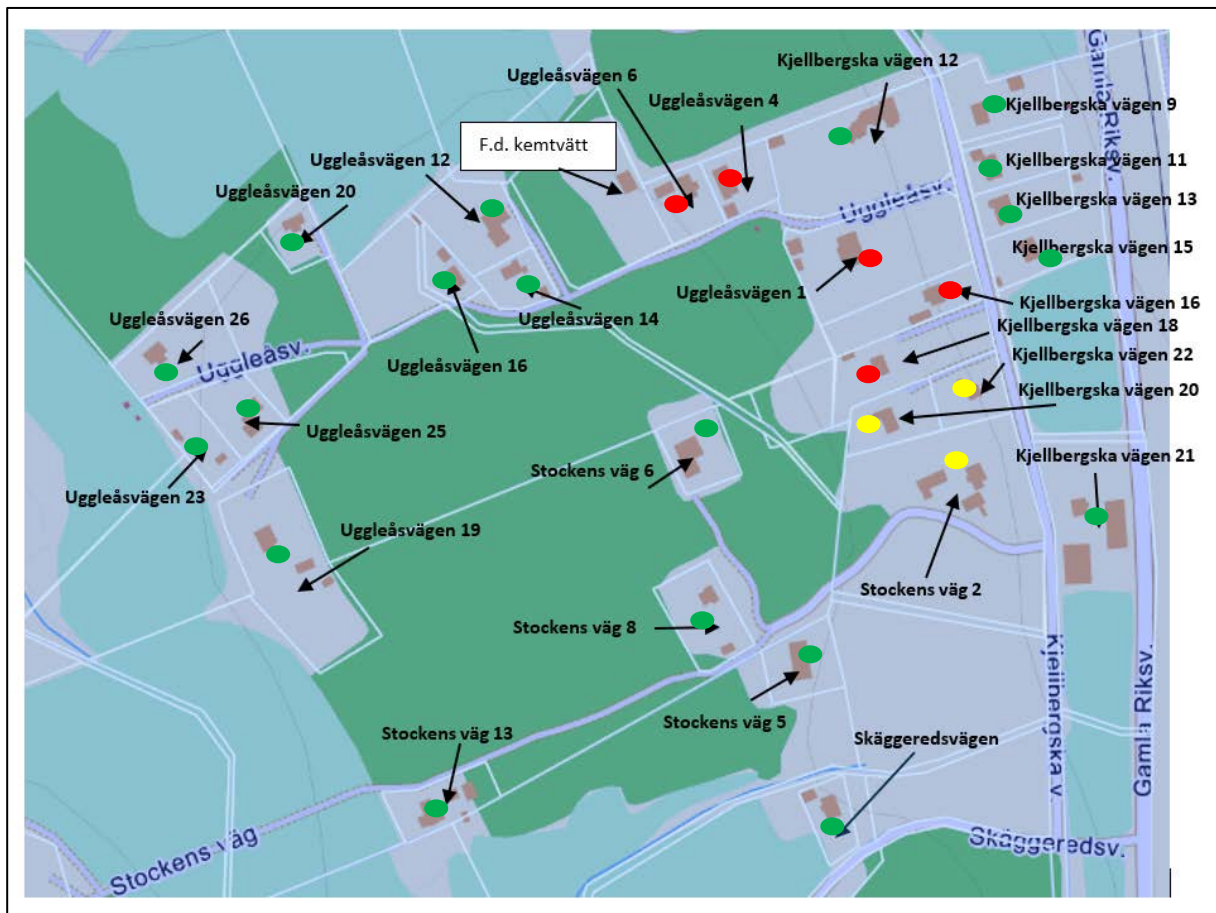 Kjellbergska vägen 12
Gamla Riksv.
Uggleåsvägen 6
Uggleåsvägen 4
Kjellbergska vägen 9
F.d. kemtvätt
Uggleåsvägen 12
Kjellbergska vägen 11
Uggleåsvägen 20
Kjellbergska vägen 13
Uggleåsv.
Kjellbergska vägen 15
Uggleåsvägen 1
Kjellbergska vägen 16
Uggleåsvägen 26
Uggleåsvägen 14
Kjellbergska vägen 18
Uggleåsv.
Kjellbergska vägen 22
Uggleåsvägen 16
Kjellbergska vägen 20
Uggleåsvägen 25
Kjellbergska vägen 21
Stockens väg 6
Uggleåsvägen 23
Uggleåsvägen 19
Stockens väg 2
Stockens väg 8
Kjellbergska v.
Gamla Riksv.
Stockens väg 5
Stockens väg 13
Skäggeredsvägen
Stockens väg
Skäggeredsv.